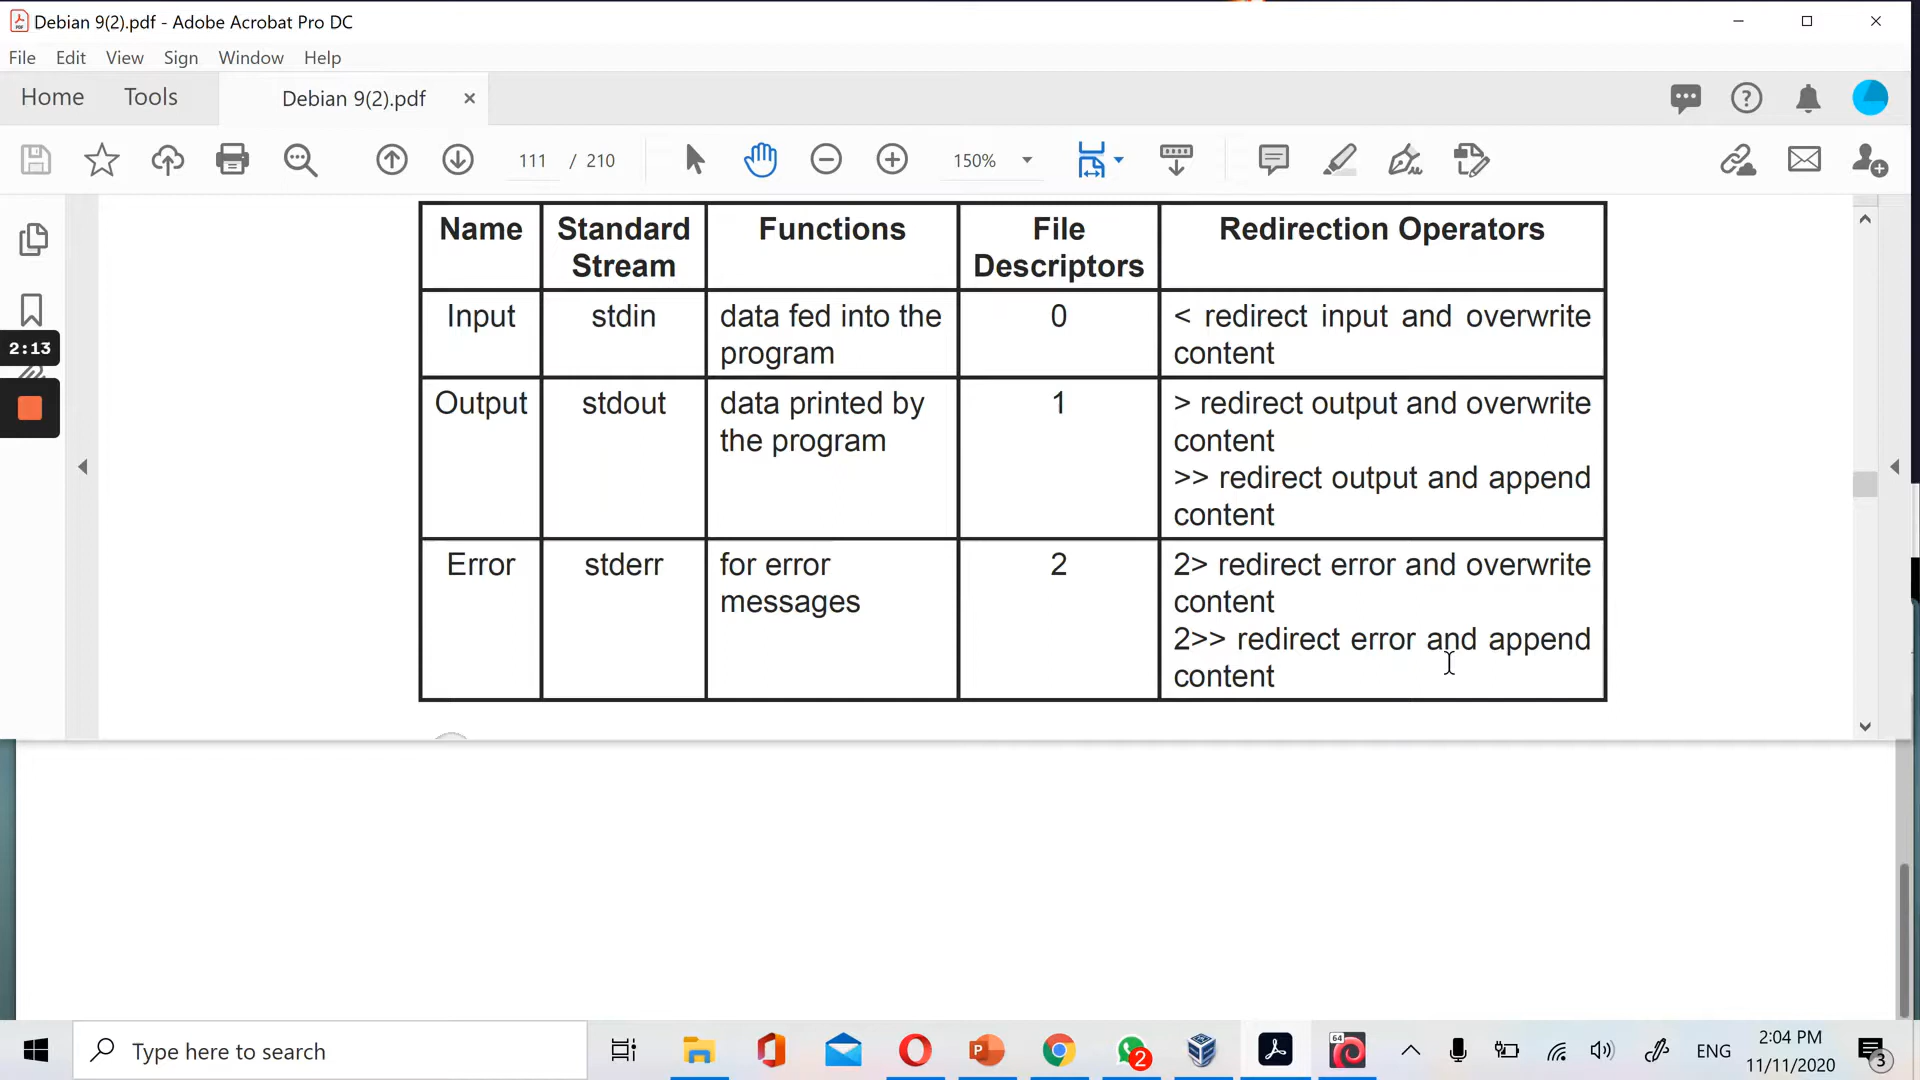 Debian 9(2).pdf - Adobe Acrobat Pro DC
File Edit View Sign Window Help
Home Tools Debian 9(2).pdf
111 / 210 150%
Name Standard Stream Functions File Descriptors Redirection Operators
Input stdin data fed into the program 0 < redirect input and overwrite content
Output stdout data printed by the program 1 > redirect output and overwrite content
>> redirect output and append content
Error stderr for error messages 2 2> redirect error and overwrite content
2>> redirect error and append content
2:13
Type here to search
P
2
64
ENG
2:04 PM
11/11/2020
3